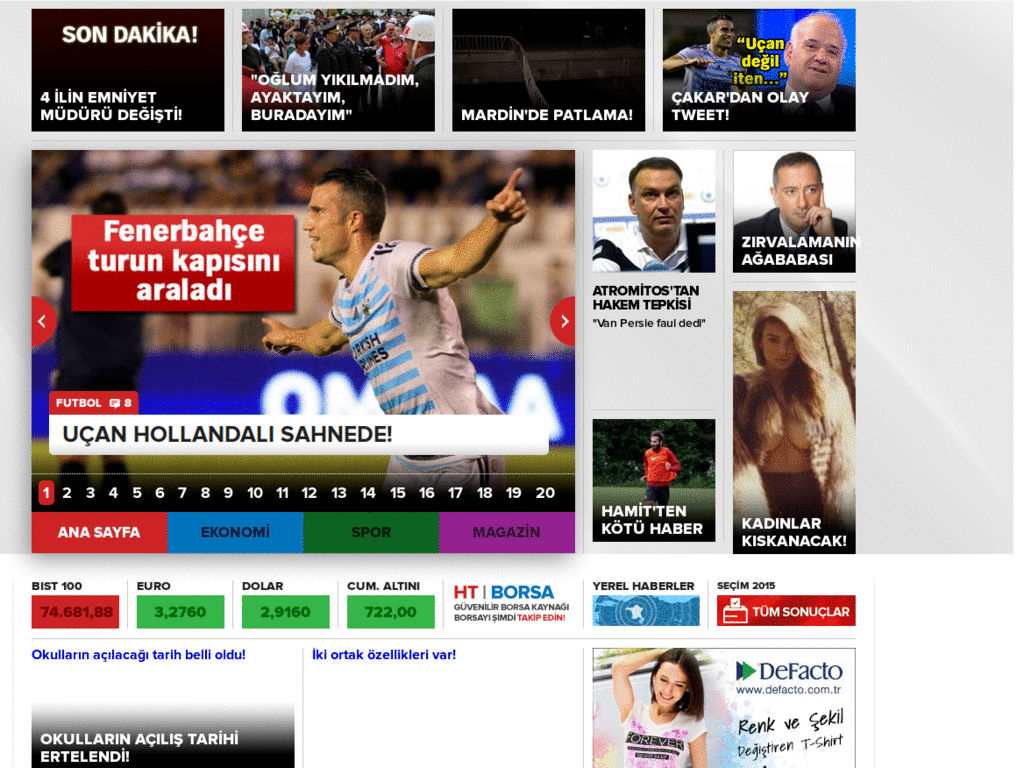 SON DAKİKA!
4 İLİN EMNİYET
MÜDÜRÜ DEĞİŞTİ!
"OĞLUM YIKILMADIM,
AYAKTAYIM,
BURADAYIM"
MARDİN'DE PATLAMA!
“Uçan
değil
iten...”
ÇAKAR'DAN OLAY
TWEET!
Fenerbahçe
turun kapısını
araladı
FUTBOL 8
UÇAN HOLLANDALI SAHNEDE!
1 2 3 4 5 6 7 8 9 10 11 12 13 14 15 16 17 18 19 20
ANA SAYFA EKONOMİ SPOR MAGAZİN
ATROMİTOS'TAN
HAKEM TEPKİSİ
"Van Persie faul dedi"
ZIRVALAMANIN
AĞABABASI
HAMİT'TEN
KÖTÜ HABER
KADINLAR
KISKANACAK!
BIST 100 EURO DOLAR CUM. ALTINI
74.681,88 3,2760 2,9160 722,00
HT | BORSA
GÜVENİLİR BORSA KAYNAĞI
BORSAYI ŞİMDİ TAKİP EDİN!
YEREL HABERLER
SEÇİM 2015
TÜM SONUÇLAR
Okulların açılacağı tarih belli oldu!
OKULLARIN AÇILIŞ TARİHİ
ERTELENDİ!
İki ortak özellikleri var!
DeFacto
www.defacto.com.tr
Renk ve Şekil
Değiştiren T-Shirt
FOREVER